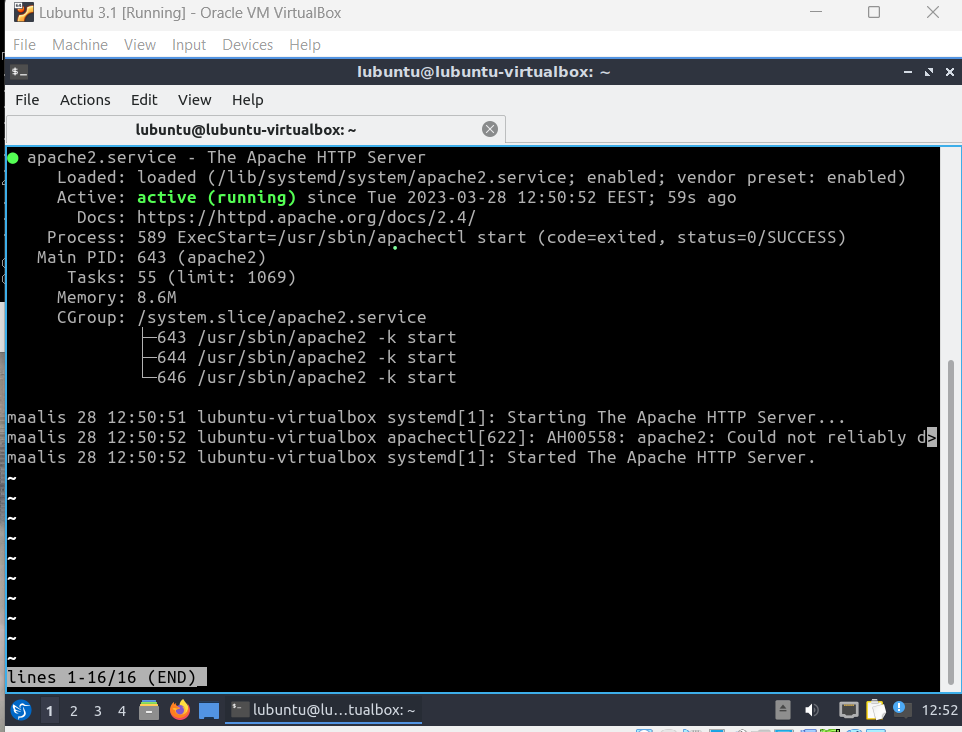 Lubuntu 3.1 [Running] - Oracle VM VirtualBox
File Machine View Input Devices Help
lubuntu@lubuntu-virtualbox: ~
File Actions Edit View Help
lubuntu@lubuntu-virtualbox: ~
● apache2.service - The Apache HTTP Server
Loaded: loaded (/lib/systemd/system/apache2.service; enabled; vendor preset: enabled)
Active: active (running) since Tue 2023-03-28 12:50:52 EEST; 59s ago
Docs: https://httpd.apache.org/docs/2.4/
Process: 589 ExecStart=/usr/sbin/apachectl start (code=exited, status=0/SUCCESS)
Main PID: 643 (apache2)
Tasks: 55 (limit: 1069)
Memory: 8.6M
CGroup: /system.slice/apache2.service
├─643 /usr/sbin/apache2 -k start
├─644 /usr/sbin/apache2 -k start
└─646 /usr/sbin/apache2 -k start
maalis 28 12:50:51 lubuntu-virtualbox systemd[1]: Starting The Apache HTTP Server...
maalis 28 12:50:52 lubuntu-virtualbox apachectl[622]: AH00558: apache2: Could not reliably d>
maalis 28 12:50:52 lubuntu-virtualbox systemd[1]: Started The Apache HTTP Server.
~
~
~
~
~
~
~
~
~
~
lines 1-16/16 (END)
1 2 3 4 lubuntu@lu...tualbox: ~ 12:52